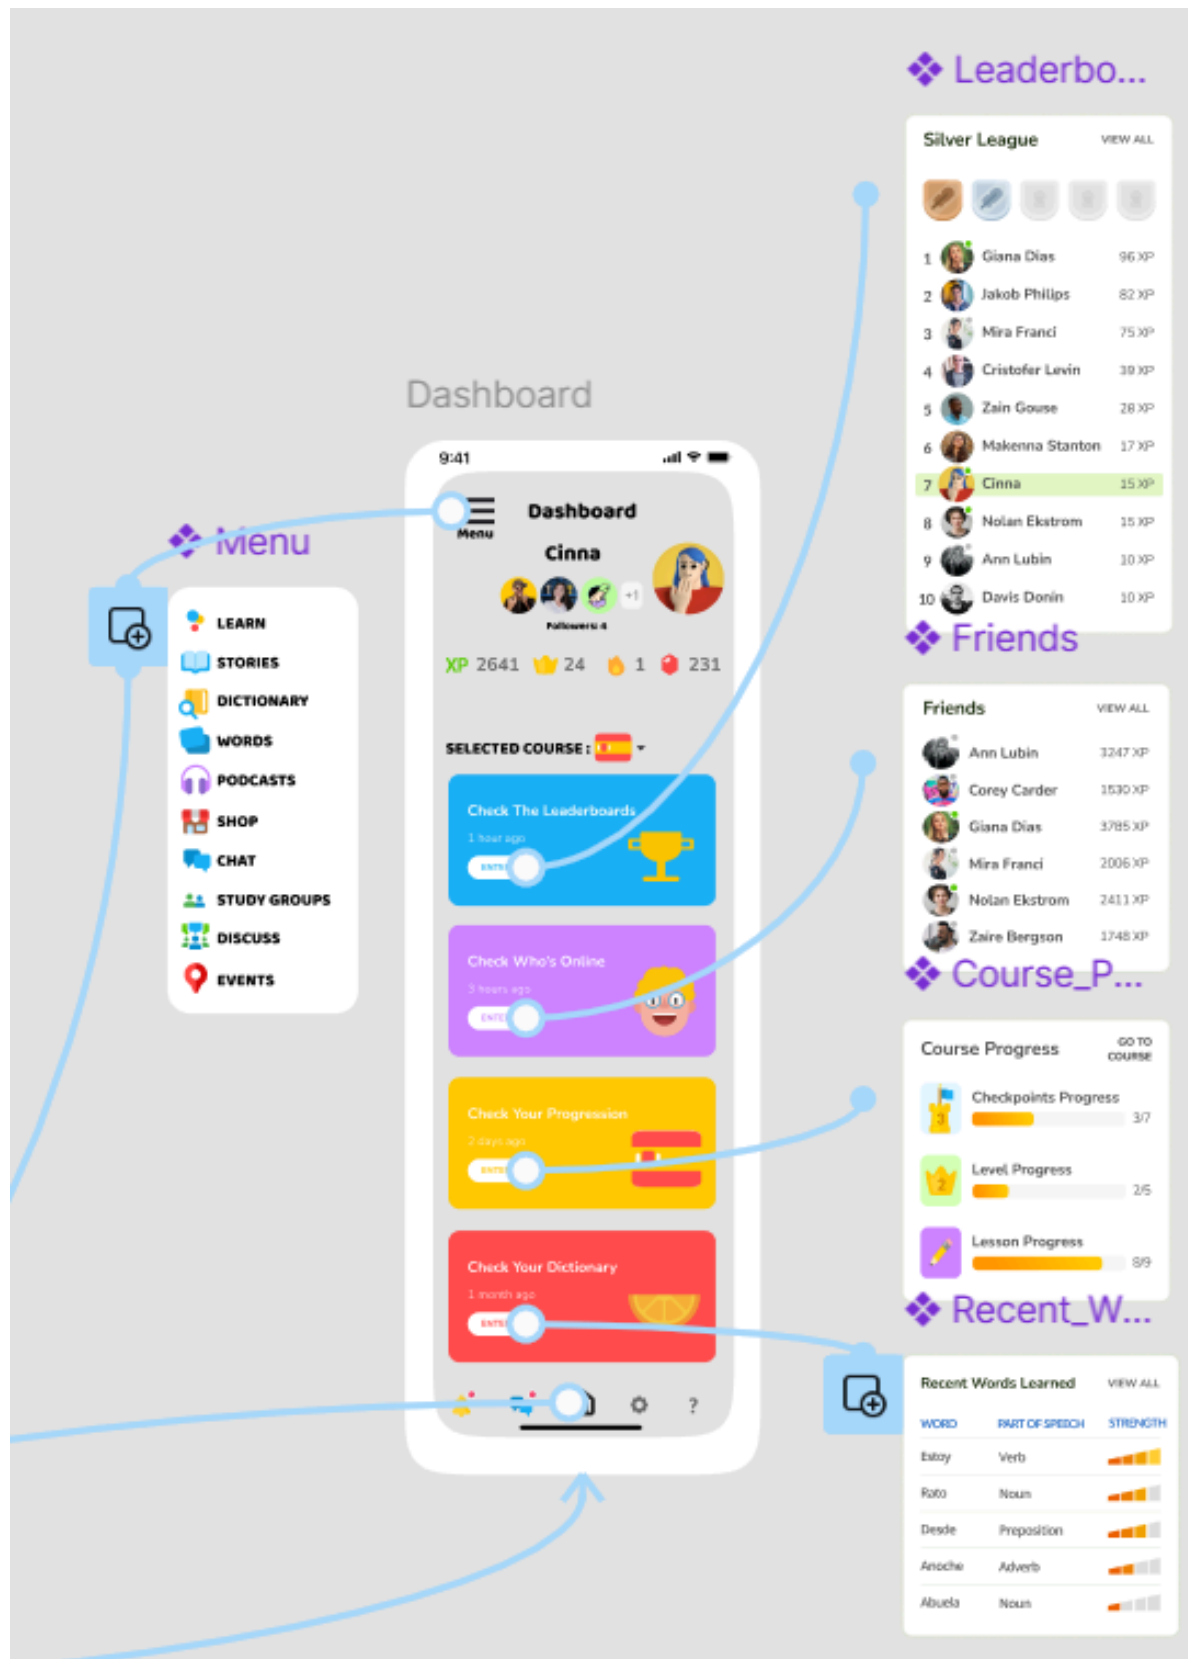 Leaderbo...
Silver League VIEW ALL
1 Giana Dias 96 XP
2 Jakob Philips 82 XP
3 Mira Franci 75 XP
4 Cristofer Levin 39 XP
5 Zain Gouse 28 XP
6 Makenna Stanton 17 XP
7 Cinna 15 XP
8 Nolan Ekstrom 15 XP
9 Ann Lubin 10 XP
10 Davis Donin 10 XP
Friends
Friends VIEW ALL
Ann Lubin 3247 XP
Corey Carder 1530 XP
Giana Dias 3785 XP
Mira Franci 2006 XP
Nolan Ekstrom 2411 XP
Zaire Bergson 1748 XP
Course_P...
Course Progress GO TO
COURSE
Checkpoints Progress
3 3/7
Level Progress
2 2/5
Lesson Progress
8/9
Recent_W...
Recent Words Learned VIEW ALL
WORD PART OF SPEECH STRENGTH
Estoy Verb
Rato Noun
Desde Preposition
Anoche Adverb
Abuela Noun
Dashboard
9:41
Dashboard
Menu
Cinna
+1
Followers: 4
XP 2641 24 1 231
SELECTED COURSE :
Check The Leaderboards
1 hour ago
Check Who's Online
3 hours ago
Check Your Progression
2 days ago
Check Your Dictionary
1 month ago
?
Menu
LEARN
STORIES
DICTIONARY
WORDS
PODCASTS
SHOP
CHAT
STUDY GROUPS
DISCUSS
EVENTS